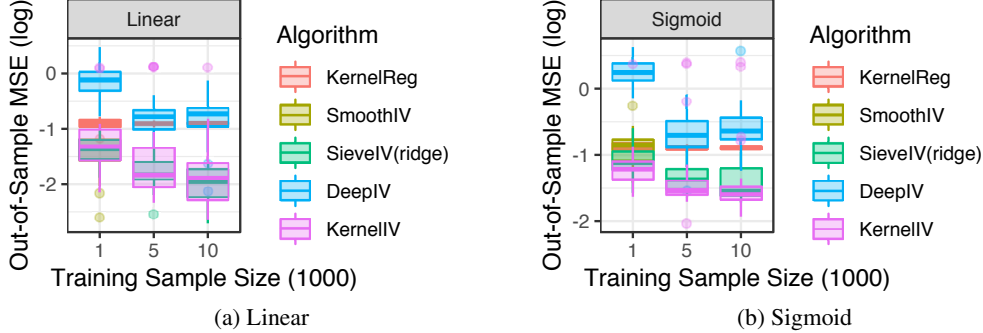 Linear
Out-of-Sample MSE (log)
0
-1
-2
1 5 10
Training Sample Size (1000)
Algorithm
KernelReg
SmoothIV
SieveIV(ridge)
DeepIV
KernelIV
(a) Linear
Sigmoid
Out-of-Sample MSE (log)
0
-1
-2
1 5 10
Training Sample Size (1000)
Algorithm
KernelReg
SmoothIV
SieveIV(ridge)
DeepIV
KernelIV
(b) Sigmoid